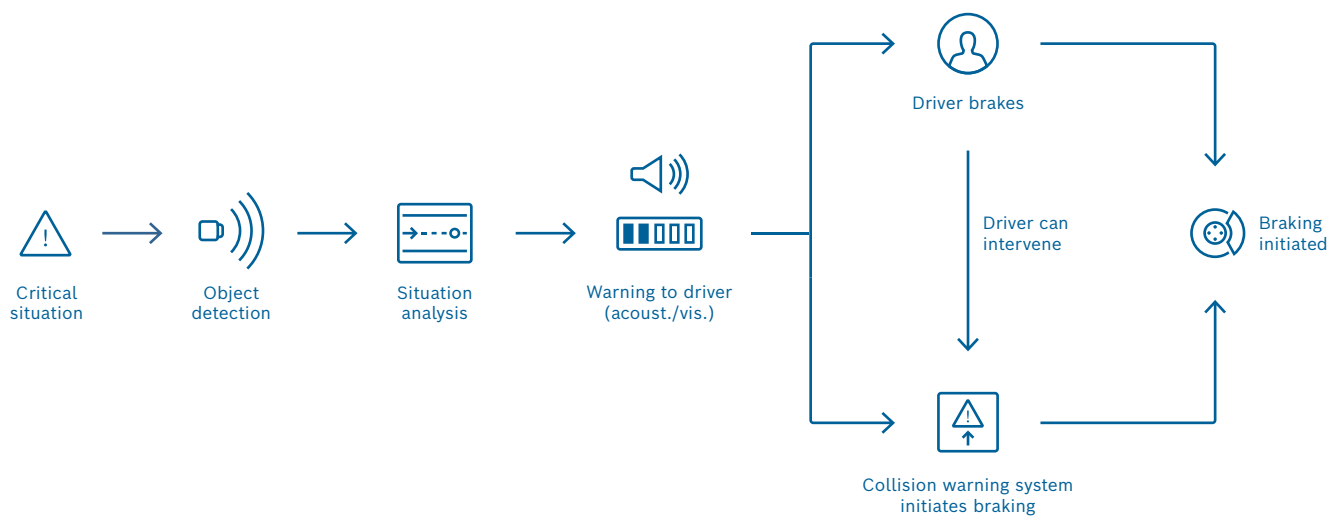 Critical
situation
Object
detection
Situation
analysis
Warning to driver
(acoust./vis.)
Driver brakes
Driver can
intervene
Collision warning system
initiates braking
Braking
initiated